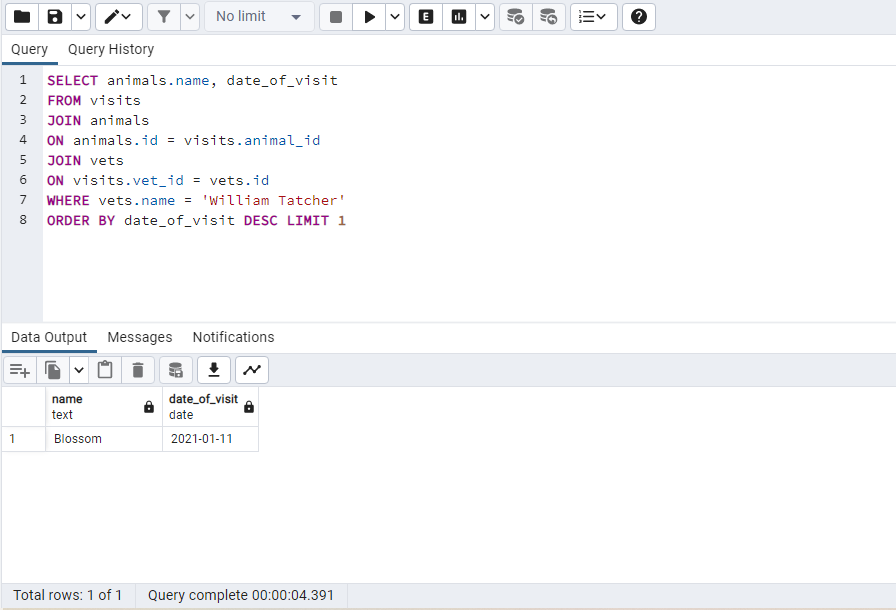 No limit
E
Query Query History
1 SELECT animals.name, date_of_visit
2 FROM visits
3 JOIN animals
4 ON animals.id = visits.animal_id
5 JOIN vets
6 ON visits.vet_id = vets.id
7 WHERE vets.name = 'William Tatcher'
8 ORDER BY date_of_visit DESC LIMIT 1
Data Output Messages Notifications
name date_of_visit
text date
1 Blossom 2021-01-11
Total rows: 1 of 1 Query complete 00:00:04.391